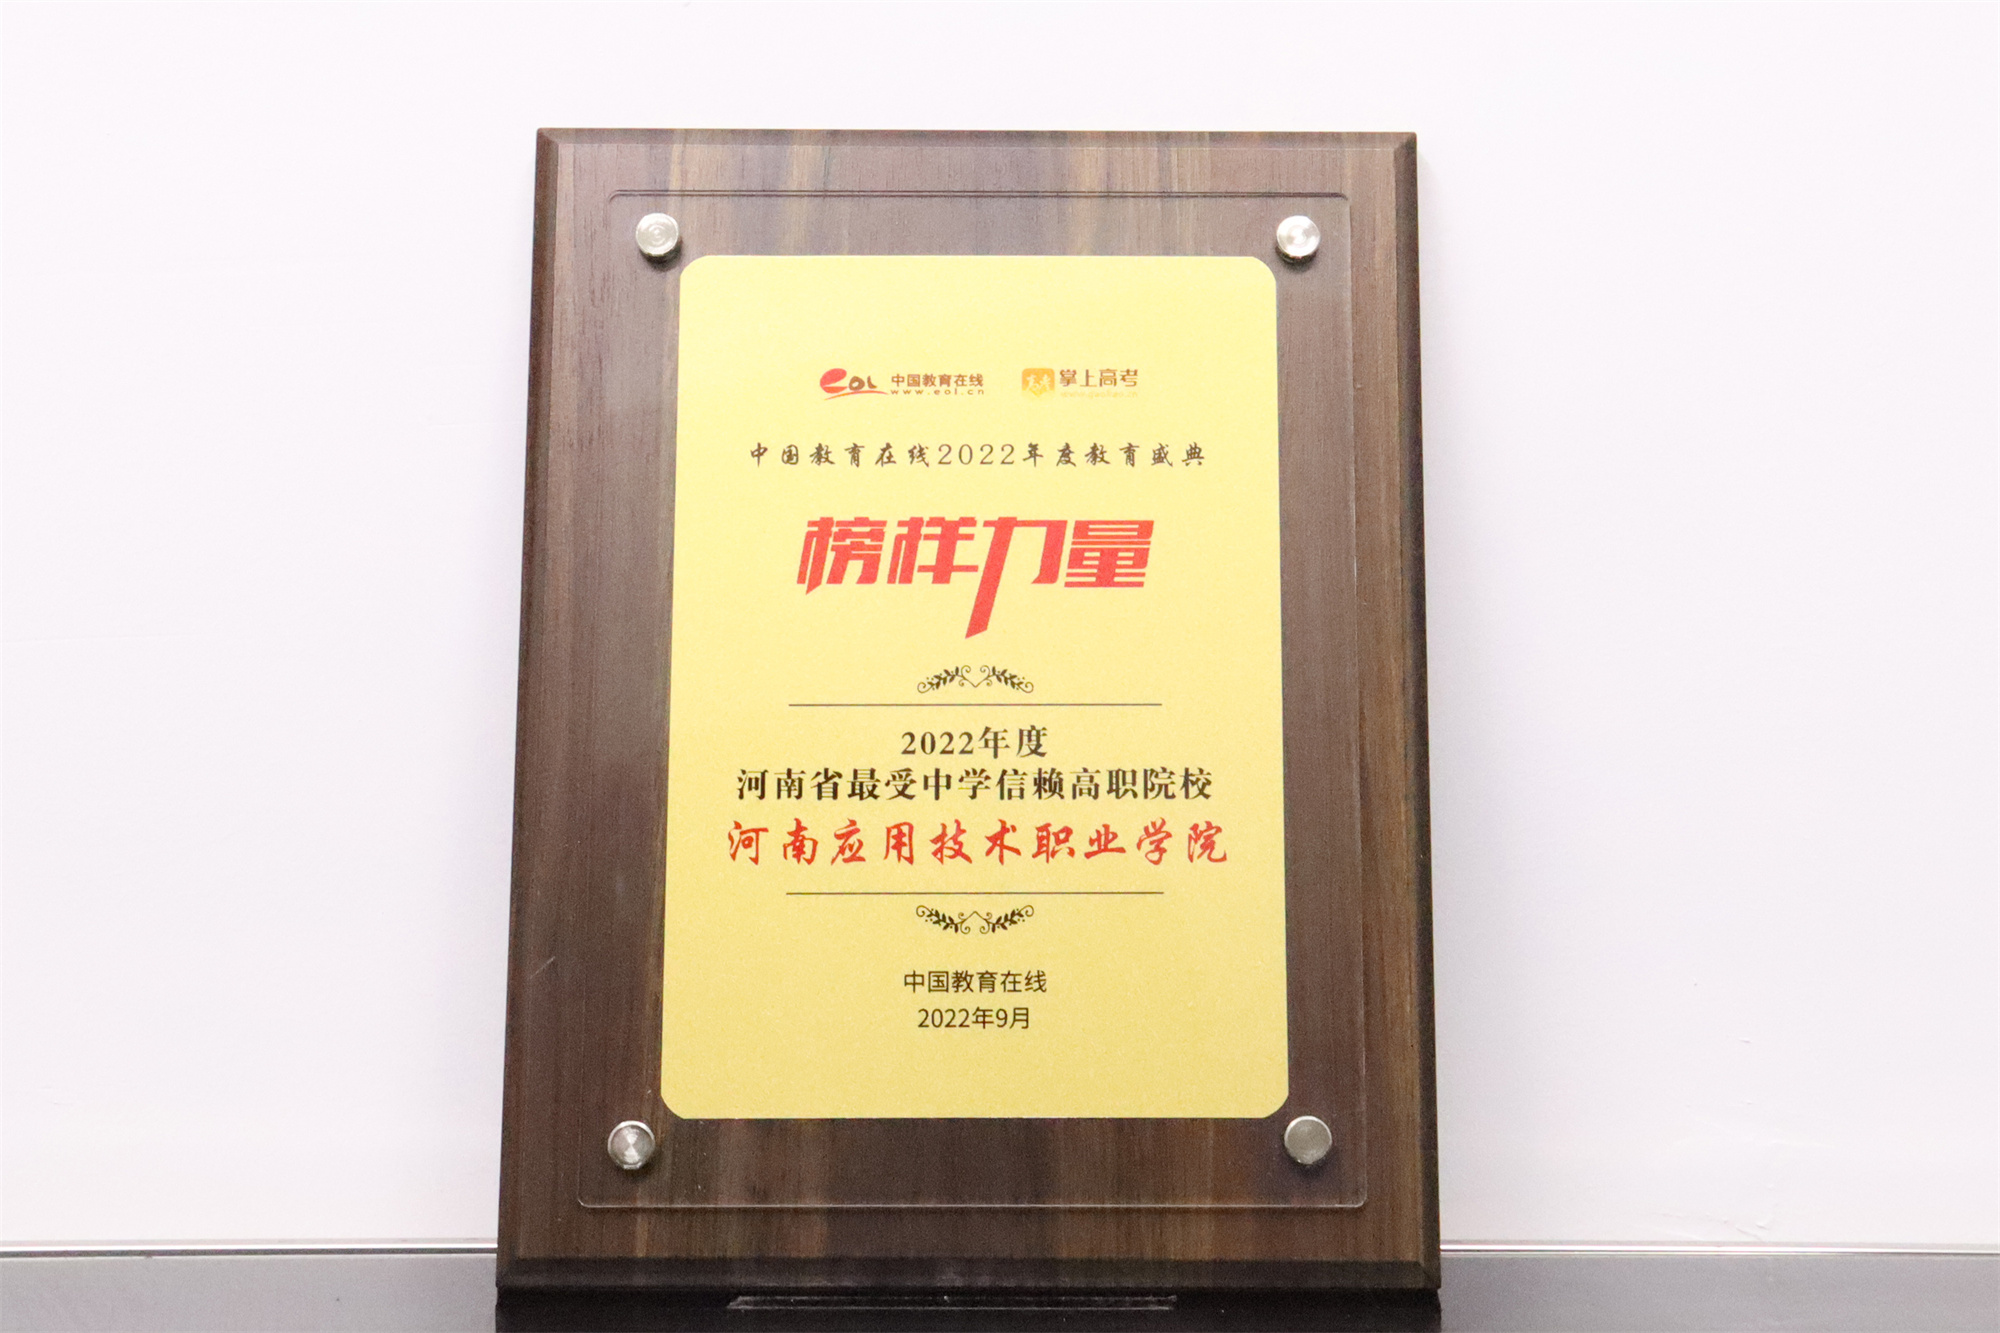 eol 中国教育在线 掌上高考
www.eol.cn
中国教育在线2022年度教育盛典
榜样力量
2022年度
河南省最受中学信赖高职院校
河南应用技术职业学院
中国教育在线
2022年9月